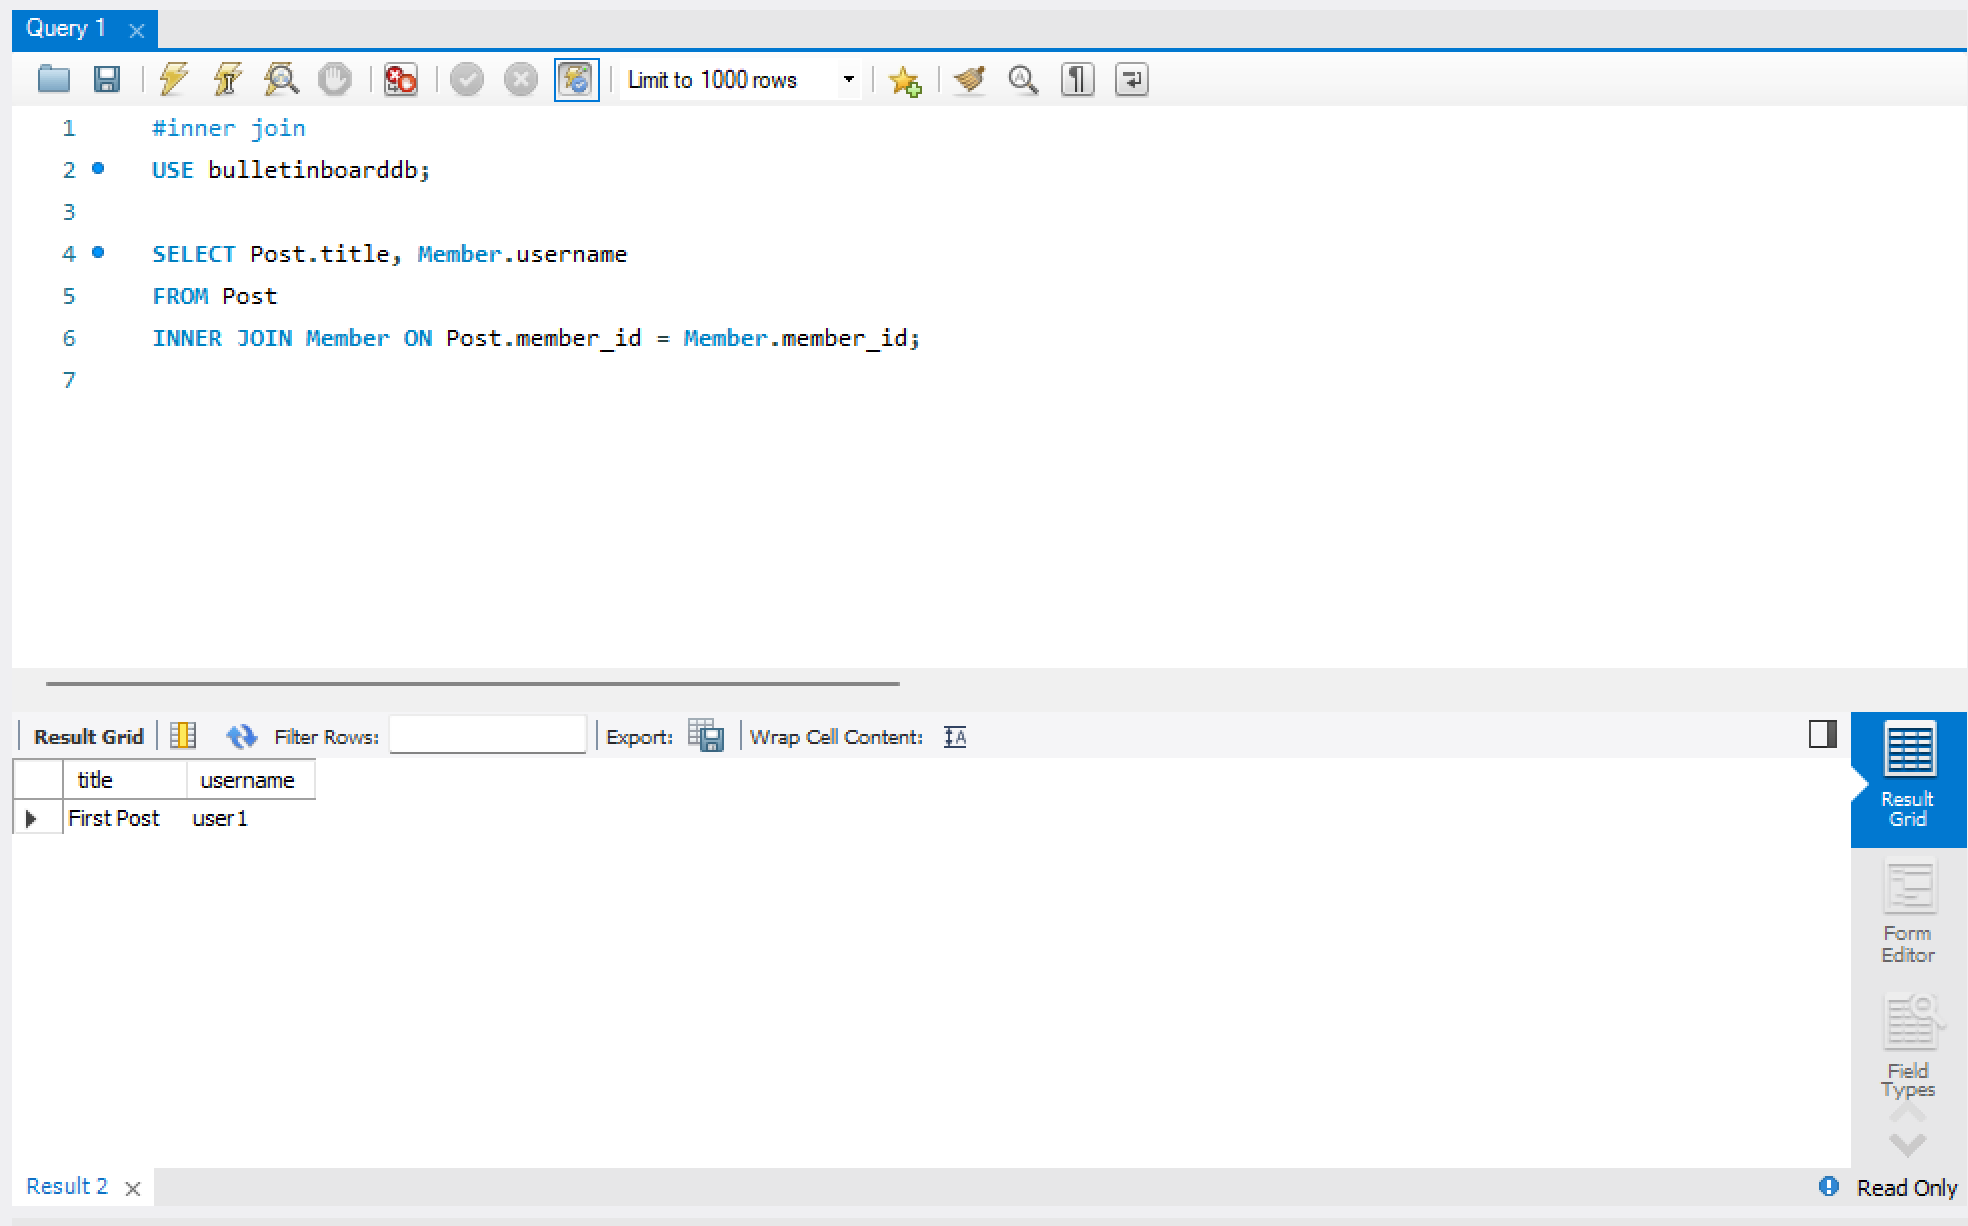 Query 1
Limit to 1000 rows
1 #inner join
2 USE bulletinboarddb;
3
4 SELECT Post.title, Member.username
5 FROM Post
6 INNER JOIN Member ON Post.member_id = Member.member_id;
7
Result Grid Filter Rows: Export: Wrap Cell Content:
title username
First Post user1
Result
Grid
Form
Editor
Field
Types
Result 2 Read Only